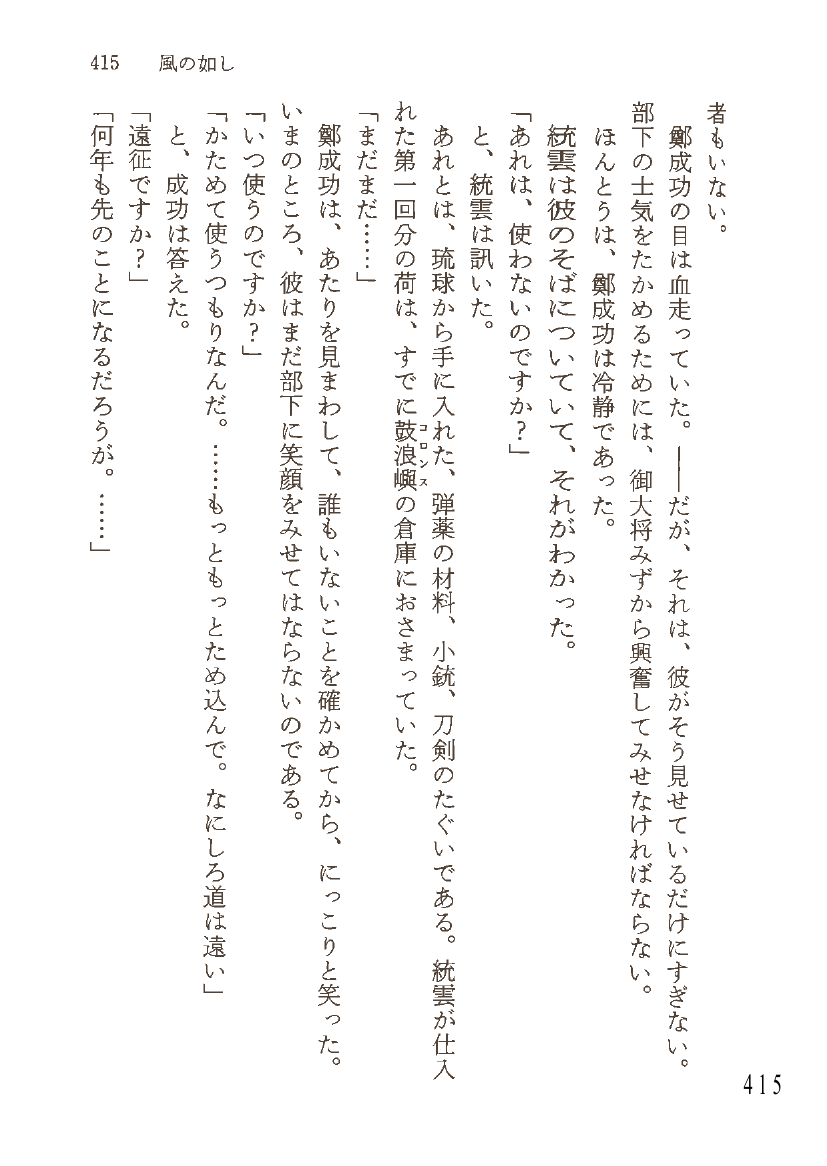 415 風の如し
者もいない。
鄭成功の目は血走っていた。――だが、それは、彼がそう見せているだけにすぎない。
部下の士気をたかめるためには、御大将みずから興奮してみせなければならない。
ほんとうは、鄭成功は冷静であった。
統雲は彼のそばについていて、それがわかった。
「あれは、使わないのですか?」
と、統雲は訊いた。
あれとは、琉球から手に入れた、弾薬の材料、小銃、刀剣のたぐいである。統雲が仕入
れた第一回分の荷は、すでに鼓浪嶼の倉庫におさまっていた。
コロンス
「まだまだ……」
鄭成功は、あたりを見まわして、誰もいないことを確かめてから、にっこりと笑った。
いまのところ、彼はまだ部下に笑顔をみせてはならないのである。
「いつ使うのですか?」
「かためて使うつもりなんだ。……もっともっとため込んで。なにしろ道は遠い」
と、成功は答えた。
「遠征ですか?」
「何年も先のことになるだろうが。……」
415